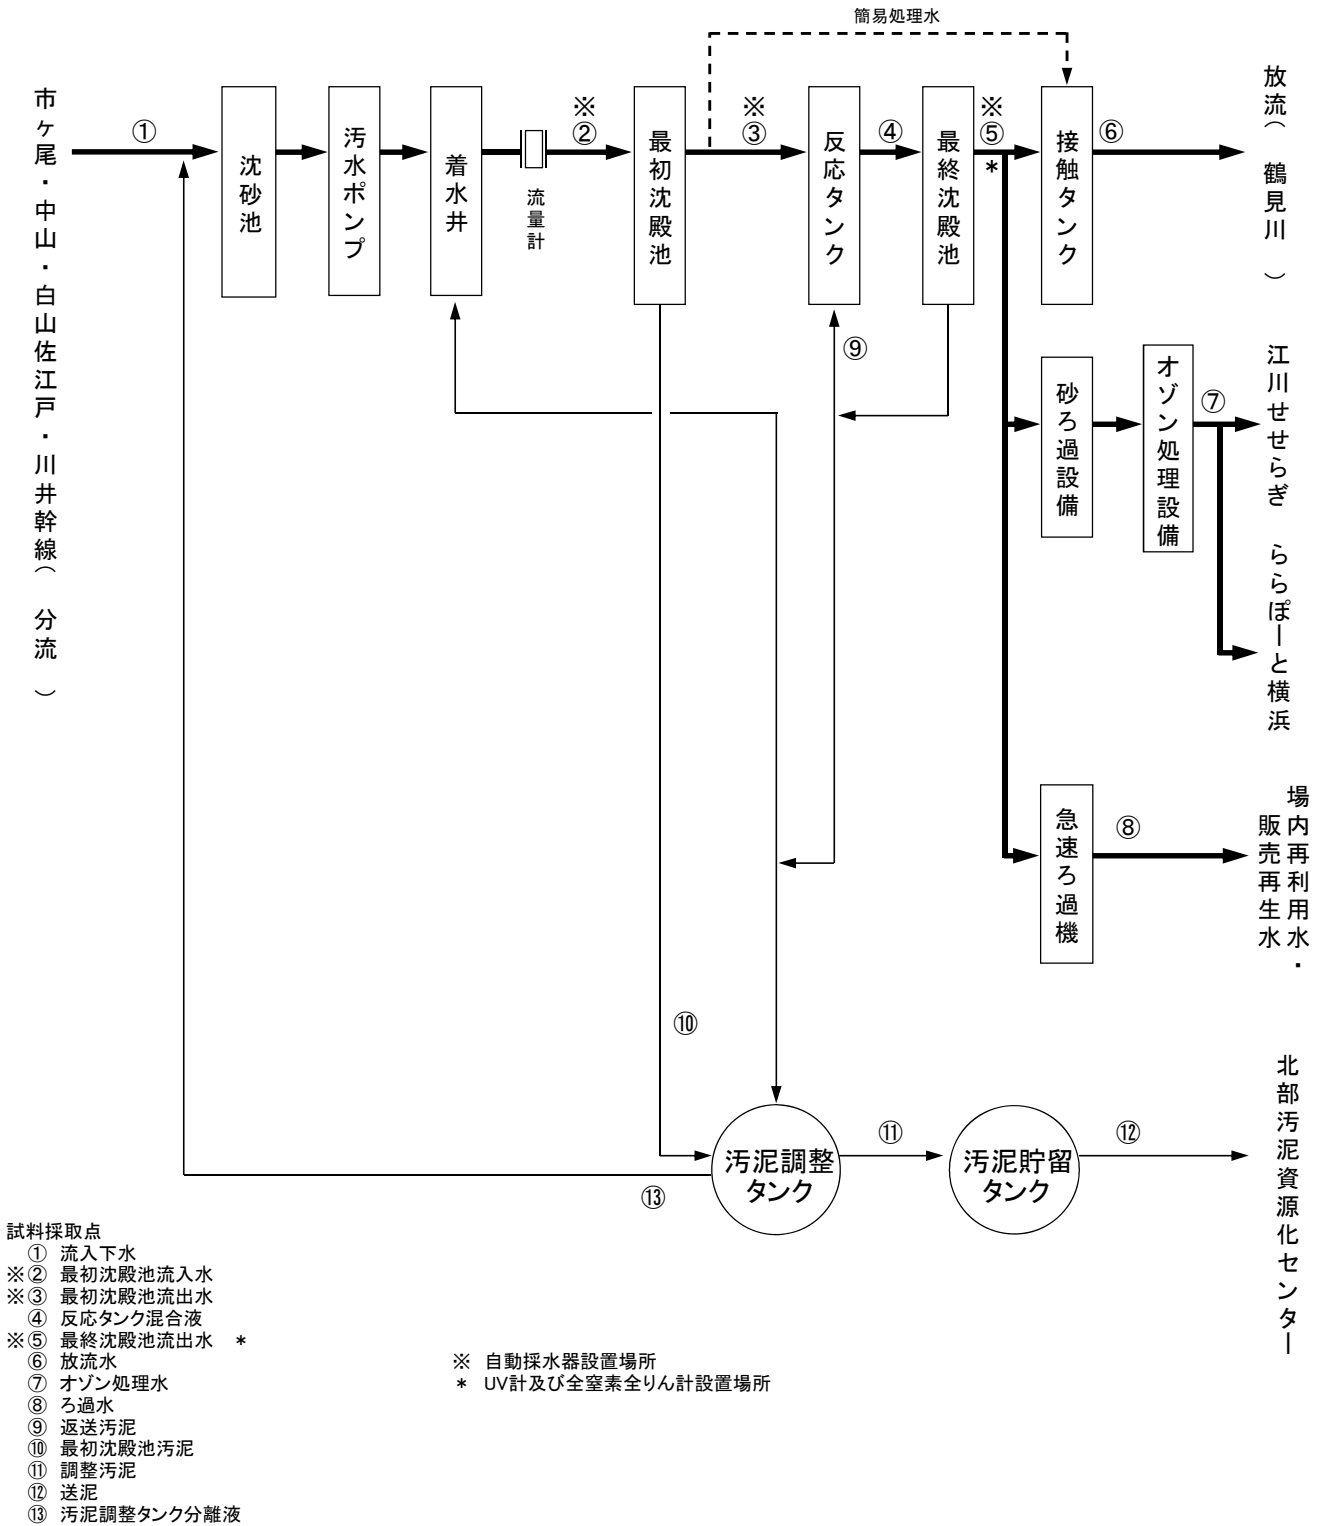 簡易処理水
市ヶ尾・中山・白山佐江戸・川井幹線（分流）
①
沈砂池
汚水ポンプ
着水井
流量計
※
②
最初沈殿池
※
③
反応タンク
④
最終沈殿池
※
⑤
*
接触タンク
⑥
放流（鶴見川）
⑨
砂ろ過設備
オゾン処理設備
⑦
江川せせらぎ
ららぽーと横浜
急速ろ過機
⑧
場内再利用水・
販売再生水
⑩
汚泥調整
タンク
⑪
汚泥貯留
タンク
⑫
北部汚泥資源化センター
⑬
試料採取点
① 流入下水
※② 最初沈殿池流入水
※③ 最初沈殿池流出水
④ 反応タンク混合液
※⑤ 最終沈殿池流出水 *
⑥ 放流水
⑦ オゾン処理水
⑧ ろ過水
⑨ 返送汚泥
⑩ 最初沈殿池汚泥
⑪ 調整汚泥
⑫ 送泥
⑬ 汚泥調整タンク分離液
※ 自動採水器設置場所
* UV計及び全窒素全りん計設置場所